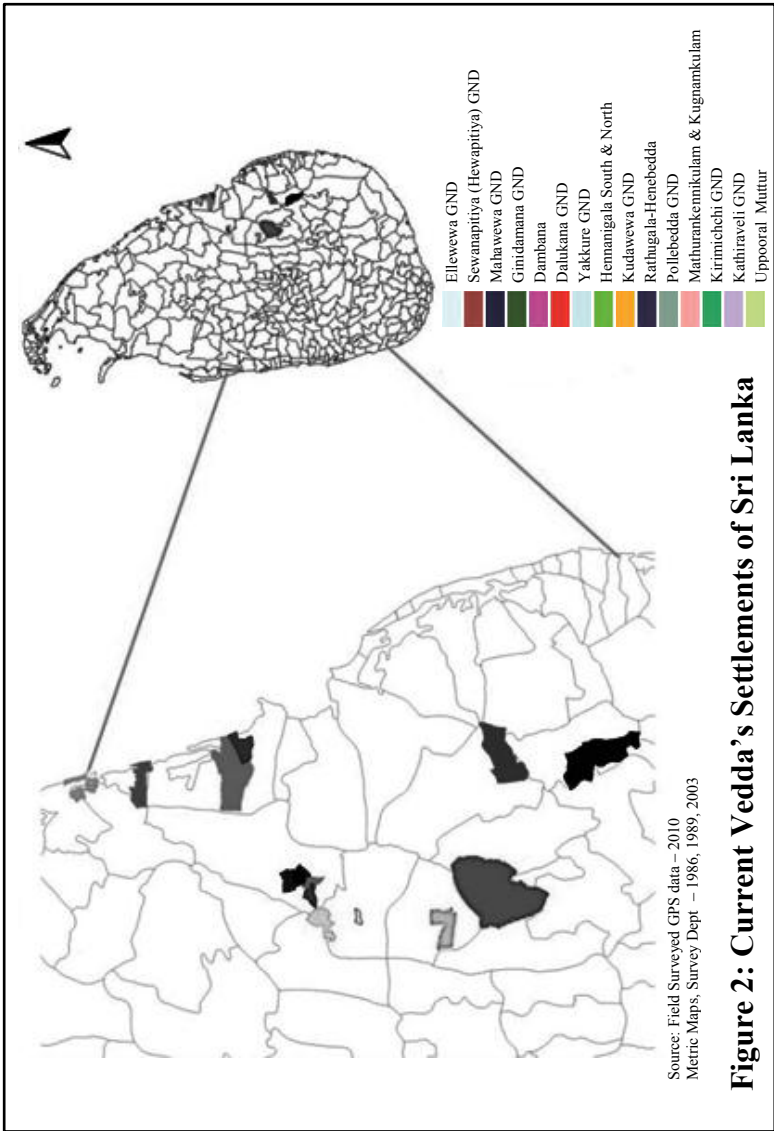 Ellewewa GND
Sewanapitiya (Hewapitiya) GND
Mahawewa GND
Ginidamana GND
Dambana
Dalukana GND
Yakkure GND
Hennanigala South & North
Kudawewa GND
Rathugala-Henebedda
Pollebedda GND
Mathurankennikulam & Kugnamkulam
Kirimichchi GND
Kathiraveli GND
Uppooral Muttur
Source: Field Surveyed GPS data – 2010
Metric Maps, Survey Dept – 1986, 1989, 2003
Figure 2: Current Vedda's Settlements of Sri Lanka